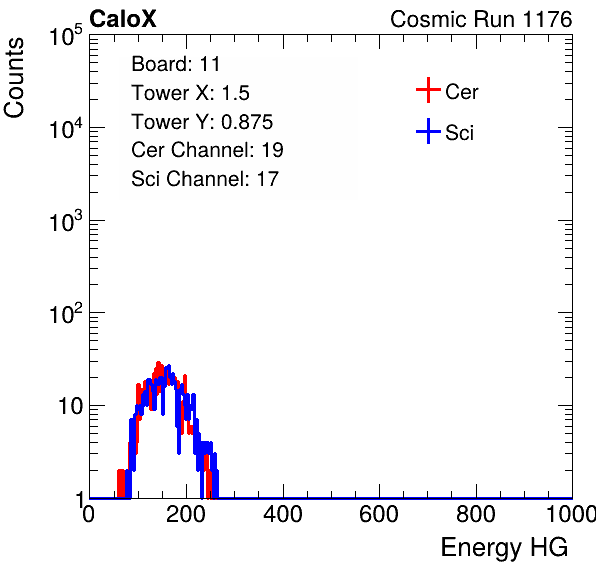 CaloX Cosmic Run 1176
Counts
10^5
10^4
10^3
10^2
10
1
Board: 11
Tower X: 1.5
Tower Y: 0.875
Cer Channel: 19
Sci Channel: 17
Cer
Sci
0 200 400 600 800 1000
Energy HG